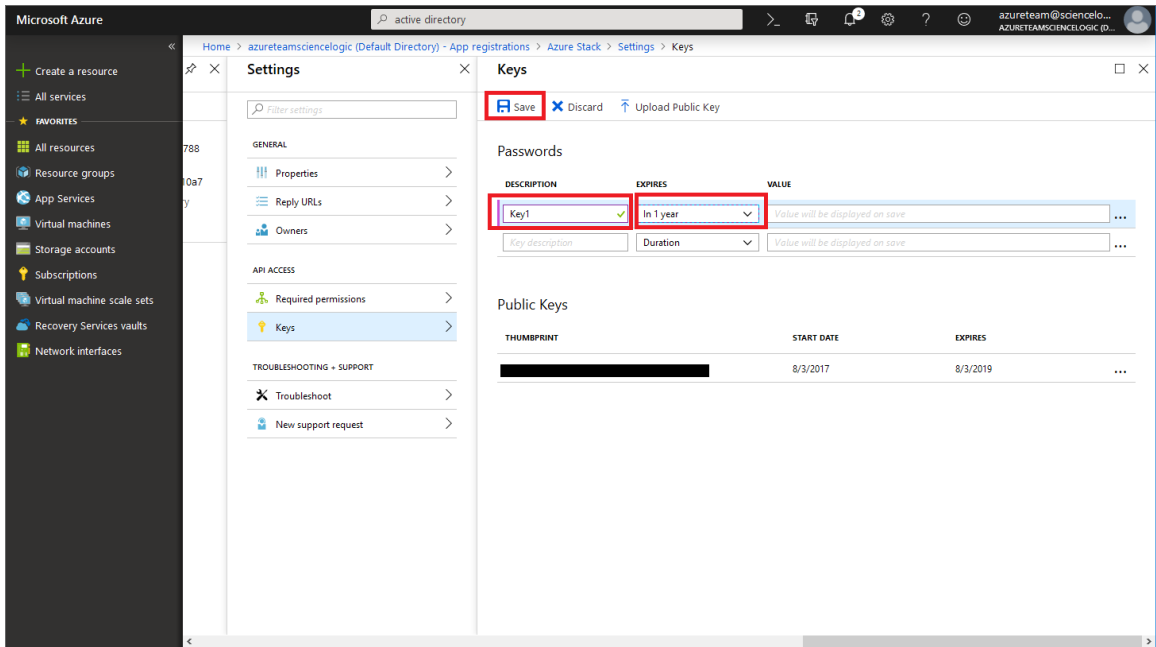 Microsoft Azure
active directory
2
azureteam@sciencelo...
AZURETEAMSCIENCELOGIC (D...
Home > azureteamsciencelogic (Default Directory) - App registrations > Azure Stack > Settings > Keys
Create a resource
All services
FAVORITES
All resources
Resource groups
App Services
Virtual machines
Storage accounts
Subscriptions
Virtual machine scale sets
Recovery Services vaults
Network interfaces
788
10a7
ry
Settings
Filter settings
GENERAL
Properties
Reply URLs
Owners
API ACCESS
Required permissions
Keys
TROUBLESHOOTING + SUPPORT
Troubleshoot
New support request
Keys
Save Discard Upload Public Key
Passwords
DESCRIPTION EXPIRES VALUE
Key1 In 1 year Value will be displayed on save ...
Key description Duration Value will be displayed on save ...
Public Keys
THUMBPRINT START DATE EXPIRES
8/3/2017 8/3/2019 ...